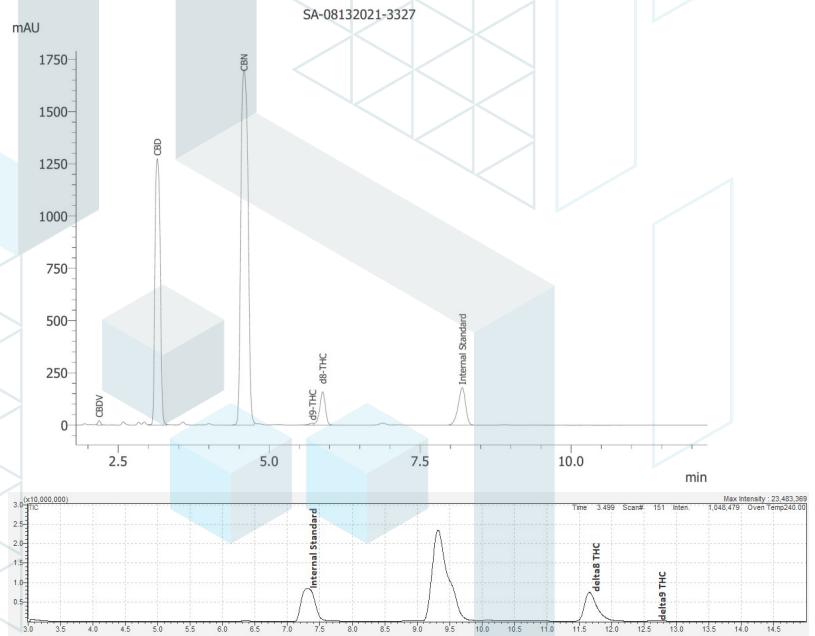 SA-08132021-3327
mAU
1750
1500
1250
1000
750
500
250
0
CBDV
CBD
CBN
d9-THC
d8-THC
Internal Standard
2.5 5.0 7.5 10.0
min
(x10,000,000) Max Intensity : 23,483,369
TIC Time 3.499 Scan# 151 Inten. 1,048,479 Oven Temp 240.00
3.0
2.5
2.0
1.5
1.0
0.5
Internal Standard
delta8 THC
delta9 THC
3.0 3.5 4.0 4.5 5.0 5.5 6.0 6.5 7.0 7.5 8.0 8.5 9.0 9.5 10.0 10.5 11.0 11.5 12.0 12.5 13.0 13.5 14.0 14.5